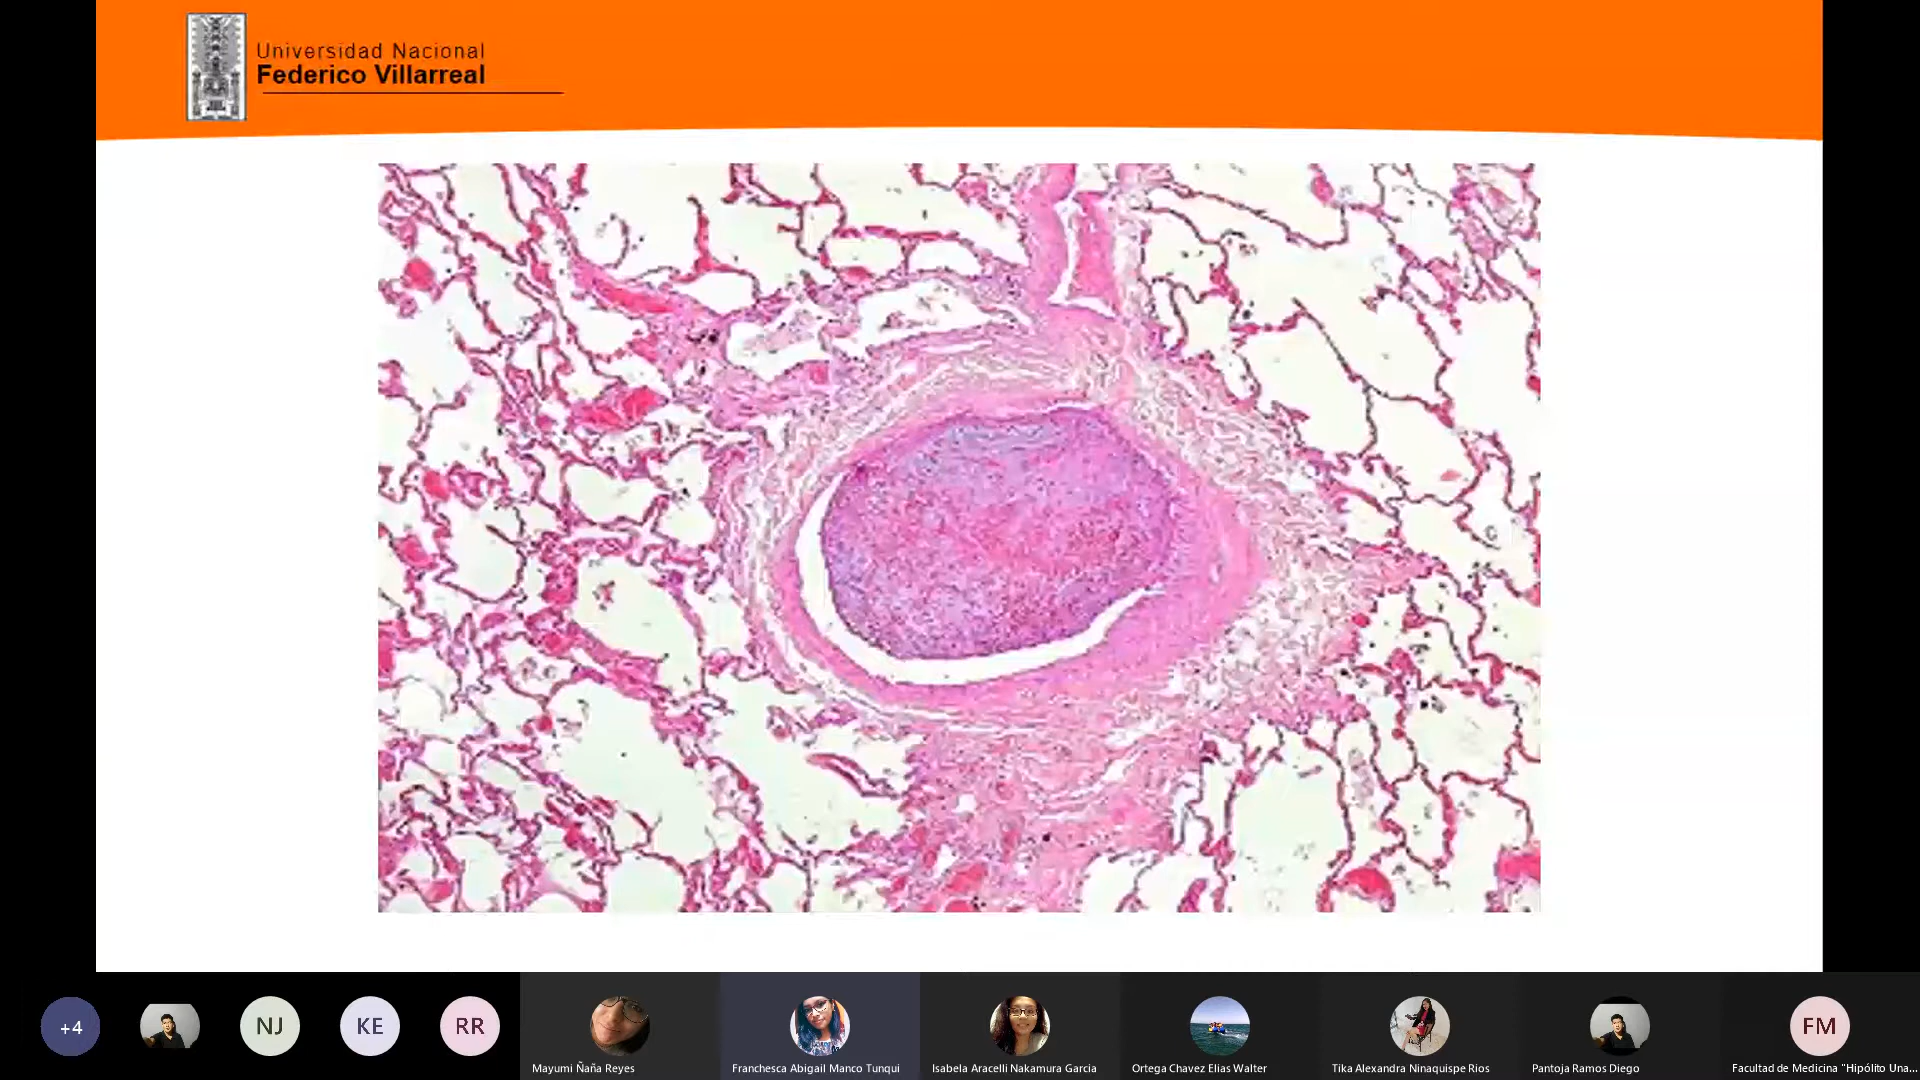 Universidad Nacional
Federico Villarreal
+4
NJ
KE
RR
FM
Mayumi Ñaña Reyes
Franchesca Abigail Manco Tunqui
Isabela Aracelli Nakamura Garcia
Ortega Chavez Elias Walter
Tika Alexandra Ninaquispe Rios
Pantoja Ramos Diego
Facultad de Medicina "Hipólito Una...